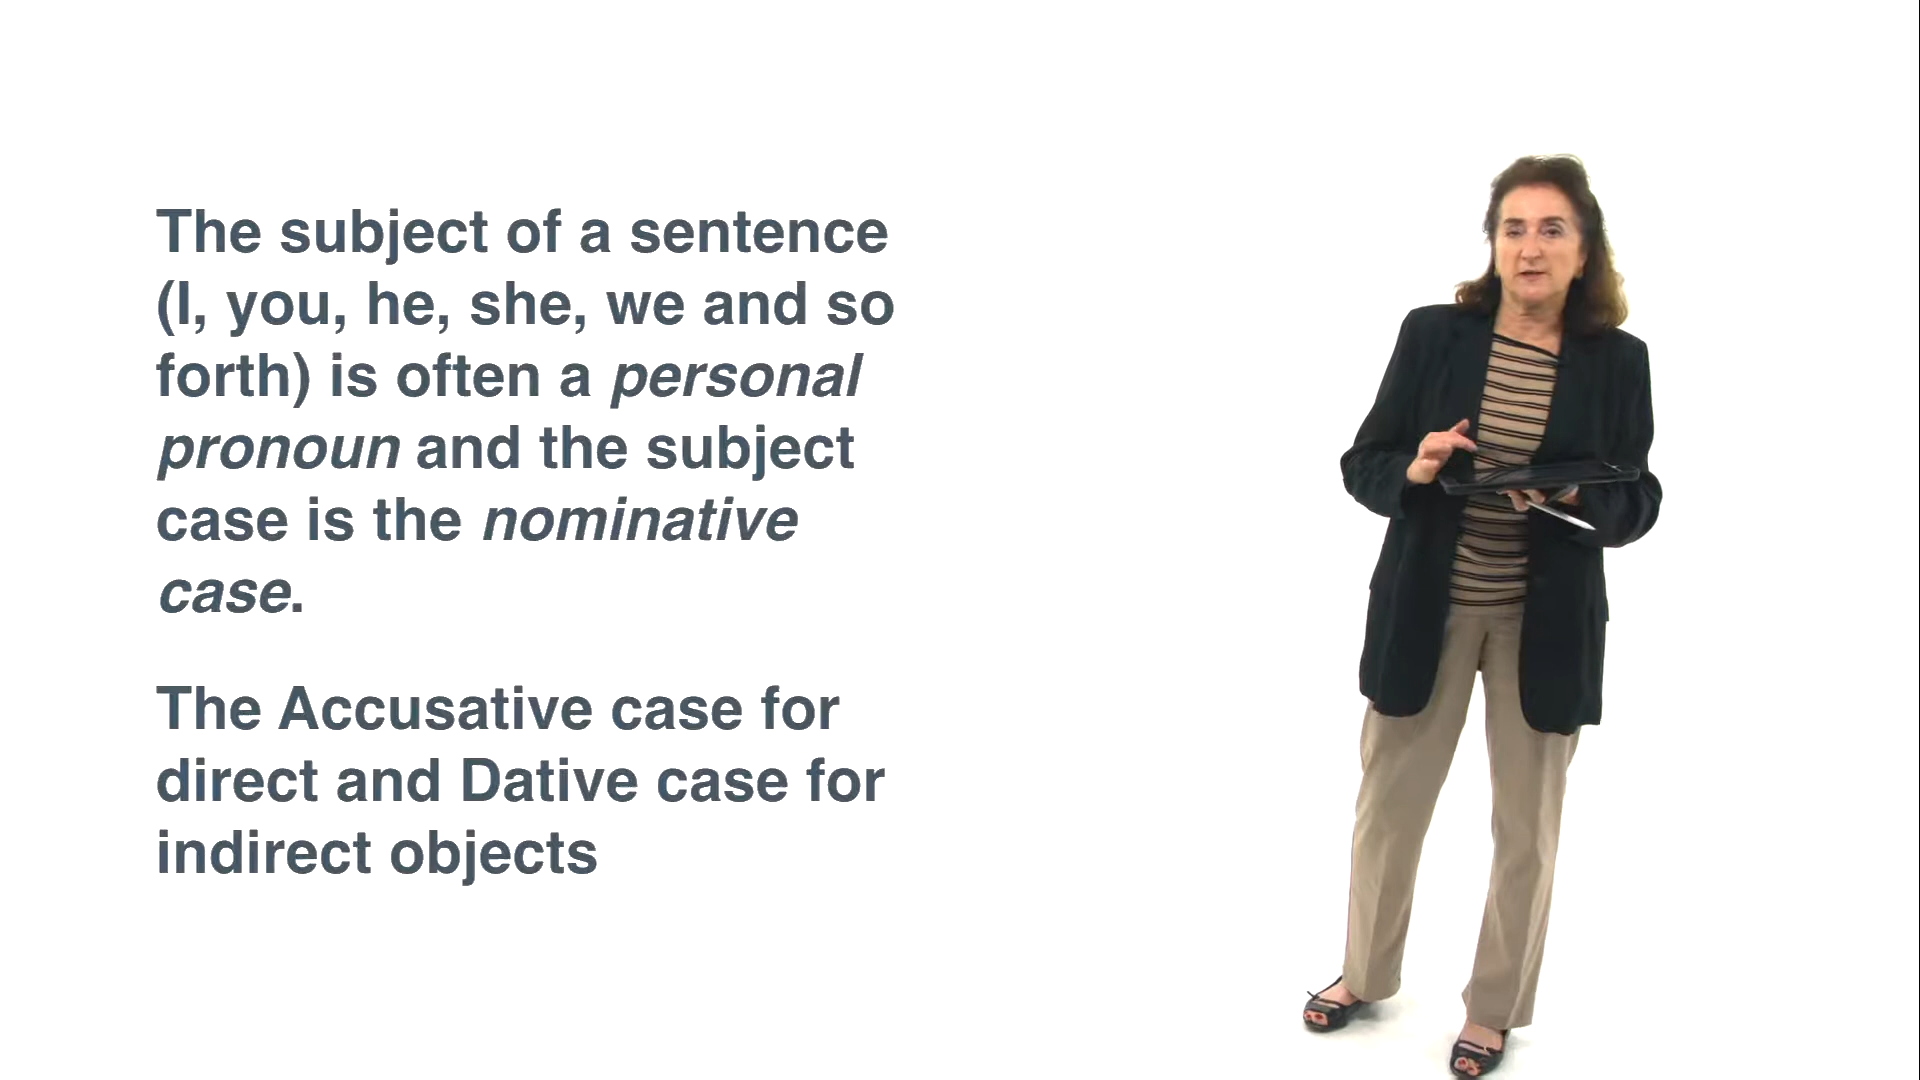 The subject of a sentence
(I, you, he, she, we and so
forth) is often a personal
pronoun and the subject
case is the nominative
case.
The Accusative case for
direct and Dative case for
indirect objects